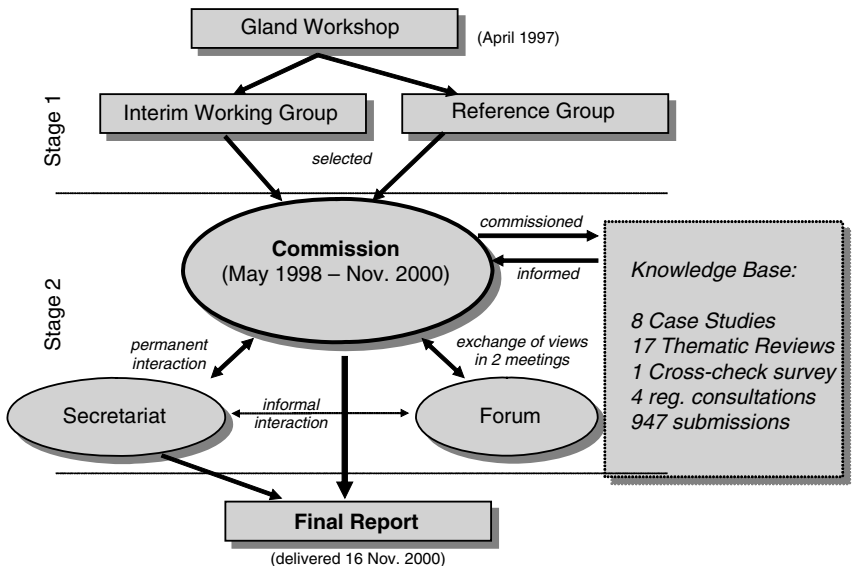 Gland Workshop
(April 1997)
Stage 1
Interim Working Group
Reference Group
selected
Stage 2
Commission
(May 1998 – Nov. 2000)
commissioned
informed
Knowledge Base:
8 Case Studies
17 Thematic Reviews
1 Cross-check survey
4 reg. consultations
947 submissions
permanent
interaction
exchange of views
in 2 meetings
Secretariat
informal
interaction
Forum
Final Report
(delivered 16 Nov. 2000)